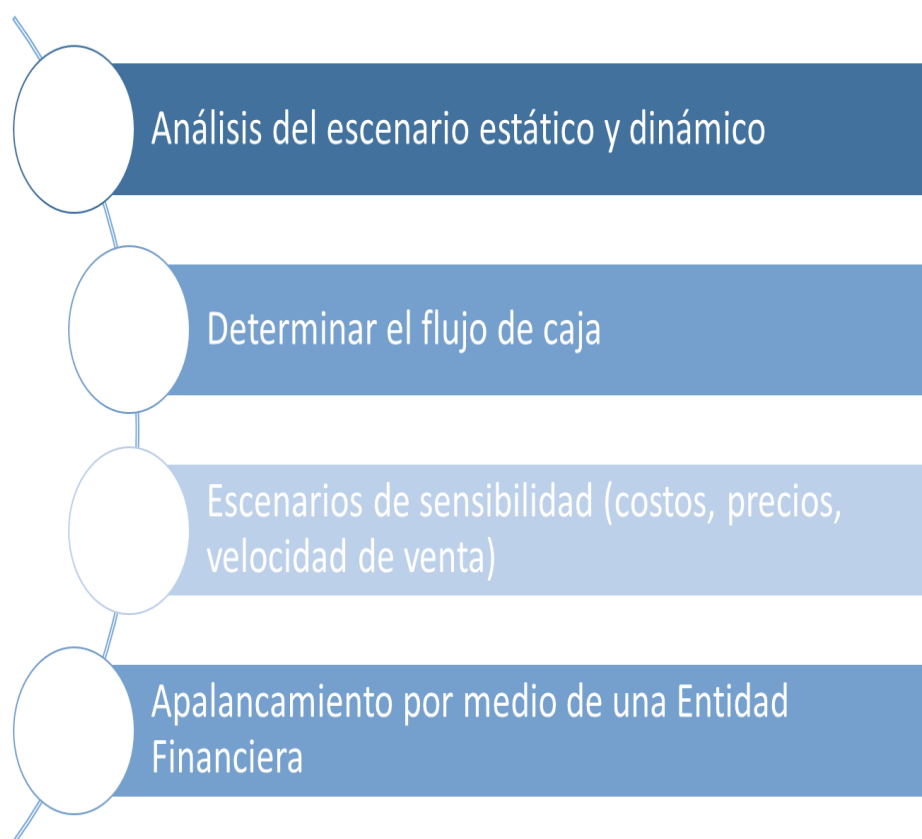 Análisis del escenario estático y dinámico
Determinar el flujo de caja
Escenarios de sensibilidad (costos, precios,
velocidad de venta)
Apalancamiento por medio de una Entidad
Financiera